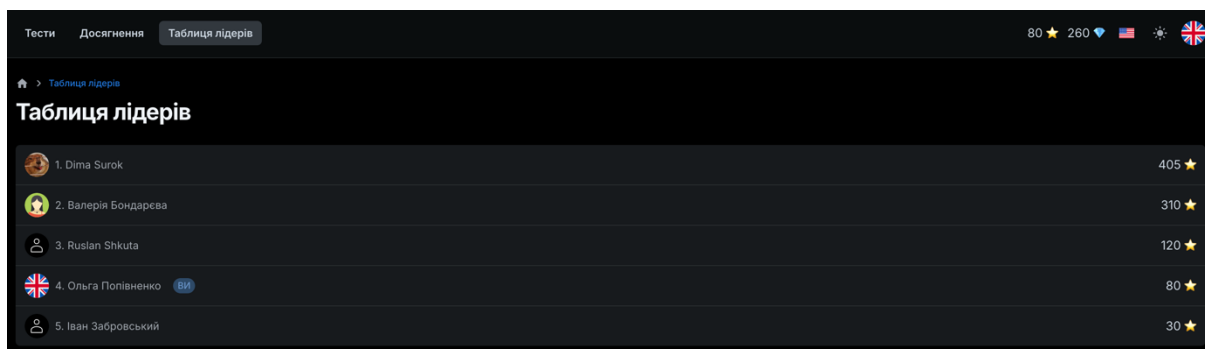 Тести Досягнення Таблиця лідерів 80 260
Таблиця лідерів
Таблиця лідерів
1. Dima Surok 405
2. Валерія Бондарєва 310
3. Ruslan Shkuta 120
4. Ольга Попівненко ВИ 80
5. Іван Забровський 30